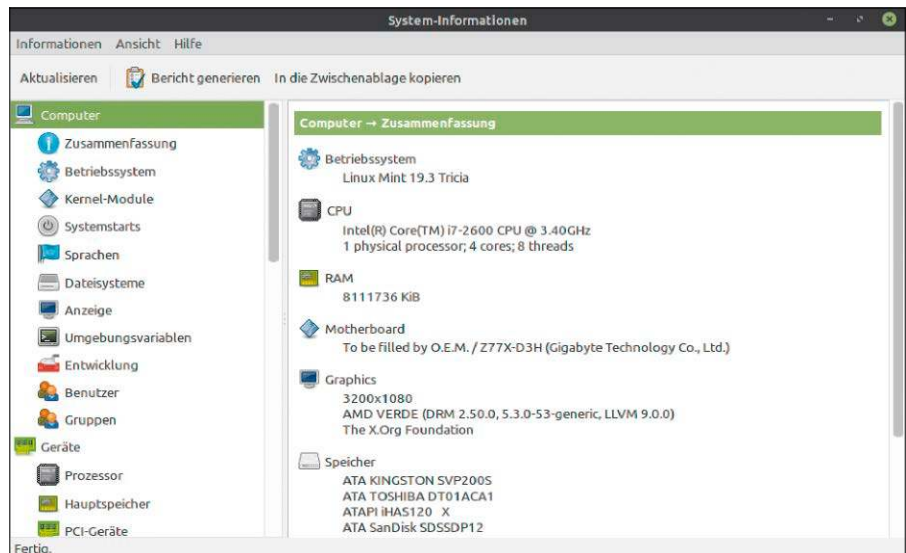 System-Informationen
Informationen Ansicht Hilfe
Aktualisieren Bericht generieren In die Zwischenablage kopieren
Computer
Zusammenfassung
Betriebssystem
Kernel-Module
Systemstarts
Sprachen
Dateisysteme
Anzeige
Umgebungsvariablen
Entwicklung
Benutzer
Gruppen
Geräte
Prozessor
Hauptspeicher
PCI-Geräte
Computer → Zusammenfassung
Betriebssystem
Linux Mint 19.3 Tricia
CPU
Intel(R) Core(TM) i7-2600 CPU @ 3.40GHz
1 physical processor; 4 cores; 8 threads
RAM
8111736 KiB
Motherboard
To be filled by O.E.M. / Z77X-D3H (Gigabyte Technology Co., Ltd.)
Graphics
3200x1080
AMD VERDE (DRM 2.50.0, 5.3.0-53-generic, LLVM 9.0.0)
The X.Org Foundation
Speicher
ATA KINGSTON SVP200S
ATA TOSHIBA DT01ACA1
ATAPI iHAS120 X
ATA SanDisk SDSSDP12
Fertig.